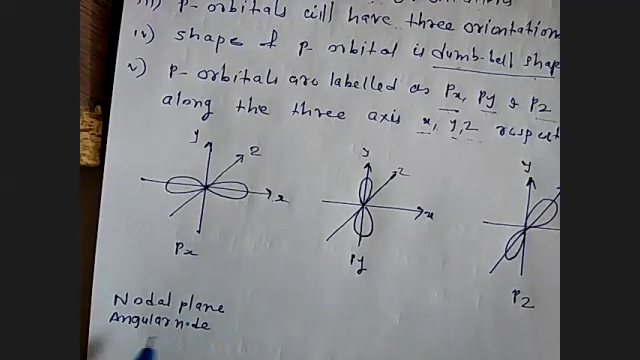 iii) P-orbitals will have three orientation
iv) shape of p-orbital is dumb-bell shap
v) p-orbitals are labelled as Px, Py & Pz
along the three axis x, y, z respect
y z x
y z x
y
Px
Py
Pz
Nodal plane
Angular node